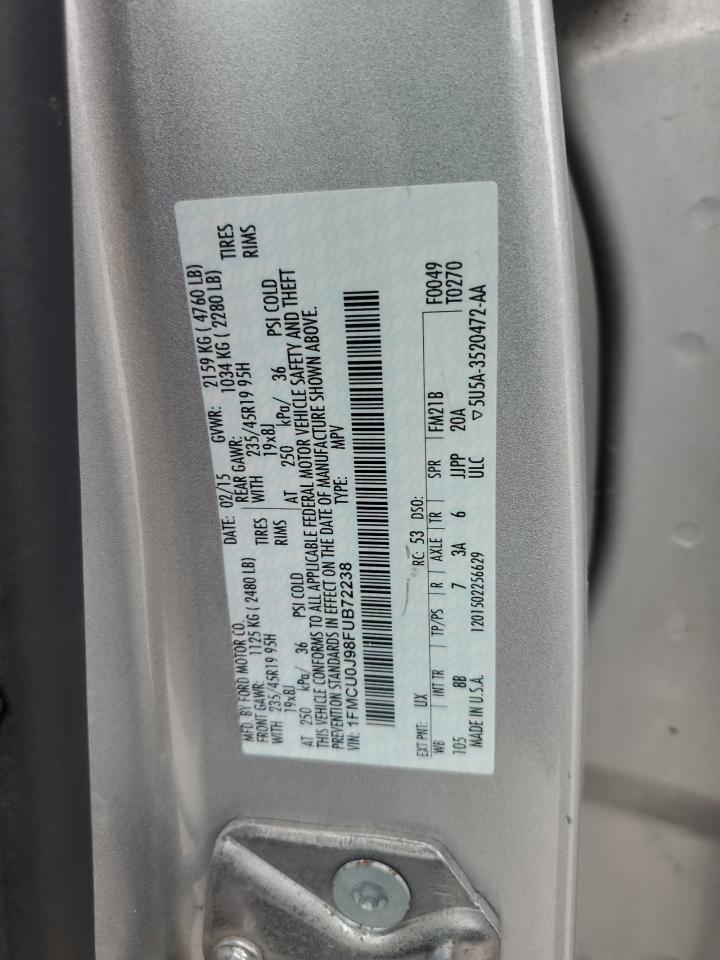 MFD. BY FORD MOTOR CO. DATE: 02/15 GVWR: 2159 KG ( 4760 LB)
FRONT GAWR: 1125 KG ( 2480 LB) REAR GAWR: 1034 KG ( 2280 LB)
WITH 235/45R19 95H TIRES WITH 235/45R19 95H TIRES
19x8J RIMS 19x8J RIMS
AT 250 kPa/ 36 PSI COLD AT 250 kPa/ 36 PSI COLD
THIS VEHICLE CONFORMS TO ALL APPLICABLE FEDERAL MOTOR VEHICLE SAFETY AND THEFT
PREVENTION STANDARDS IN EFFECT ON THE DATE OF MANUFACTURE SHOWN ABOVE.
VIN: 1FMCU0J98FUB72238 TYPE: MPV
EXT PNT: UX RC: 53 DSO: F0049
WB INT TR TP/PS R AXLE TR SPR FM21B T0270
105 8B 7 3A 6 JJPP 20A
MADE IN U.S.A. 1201502256629 ULC ▽5U5A-3520472-AA